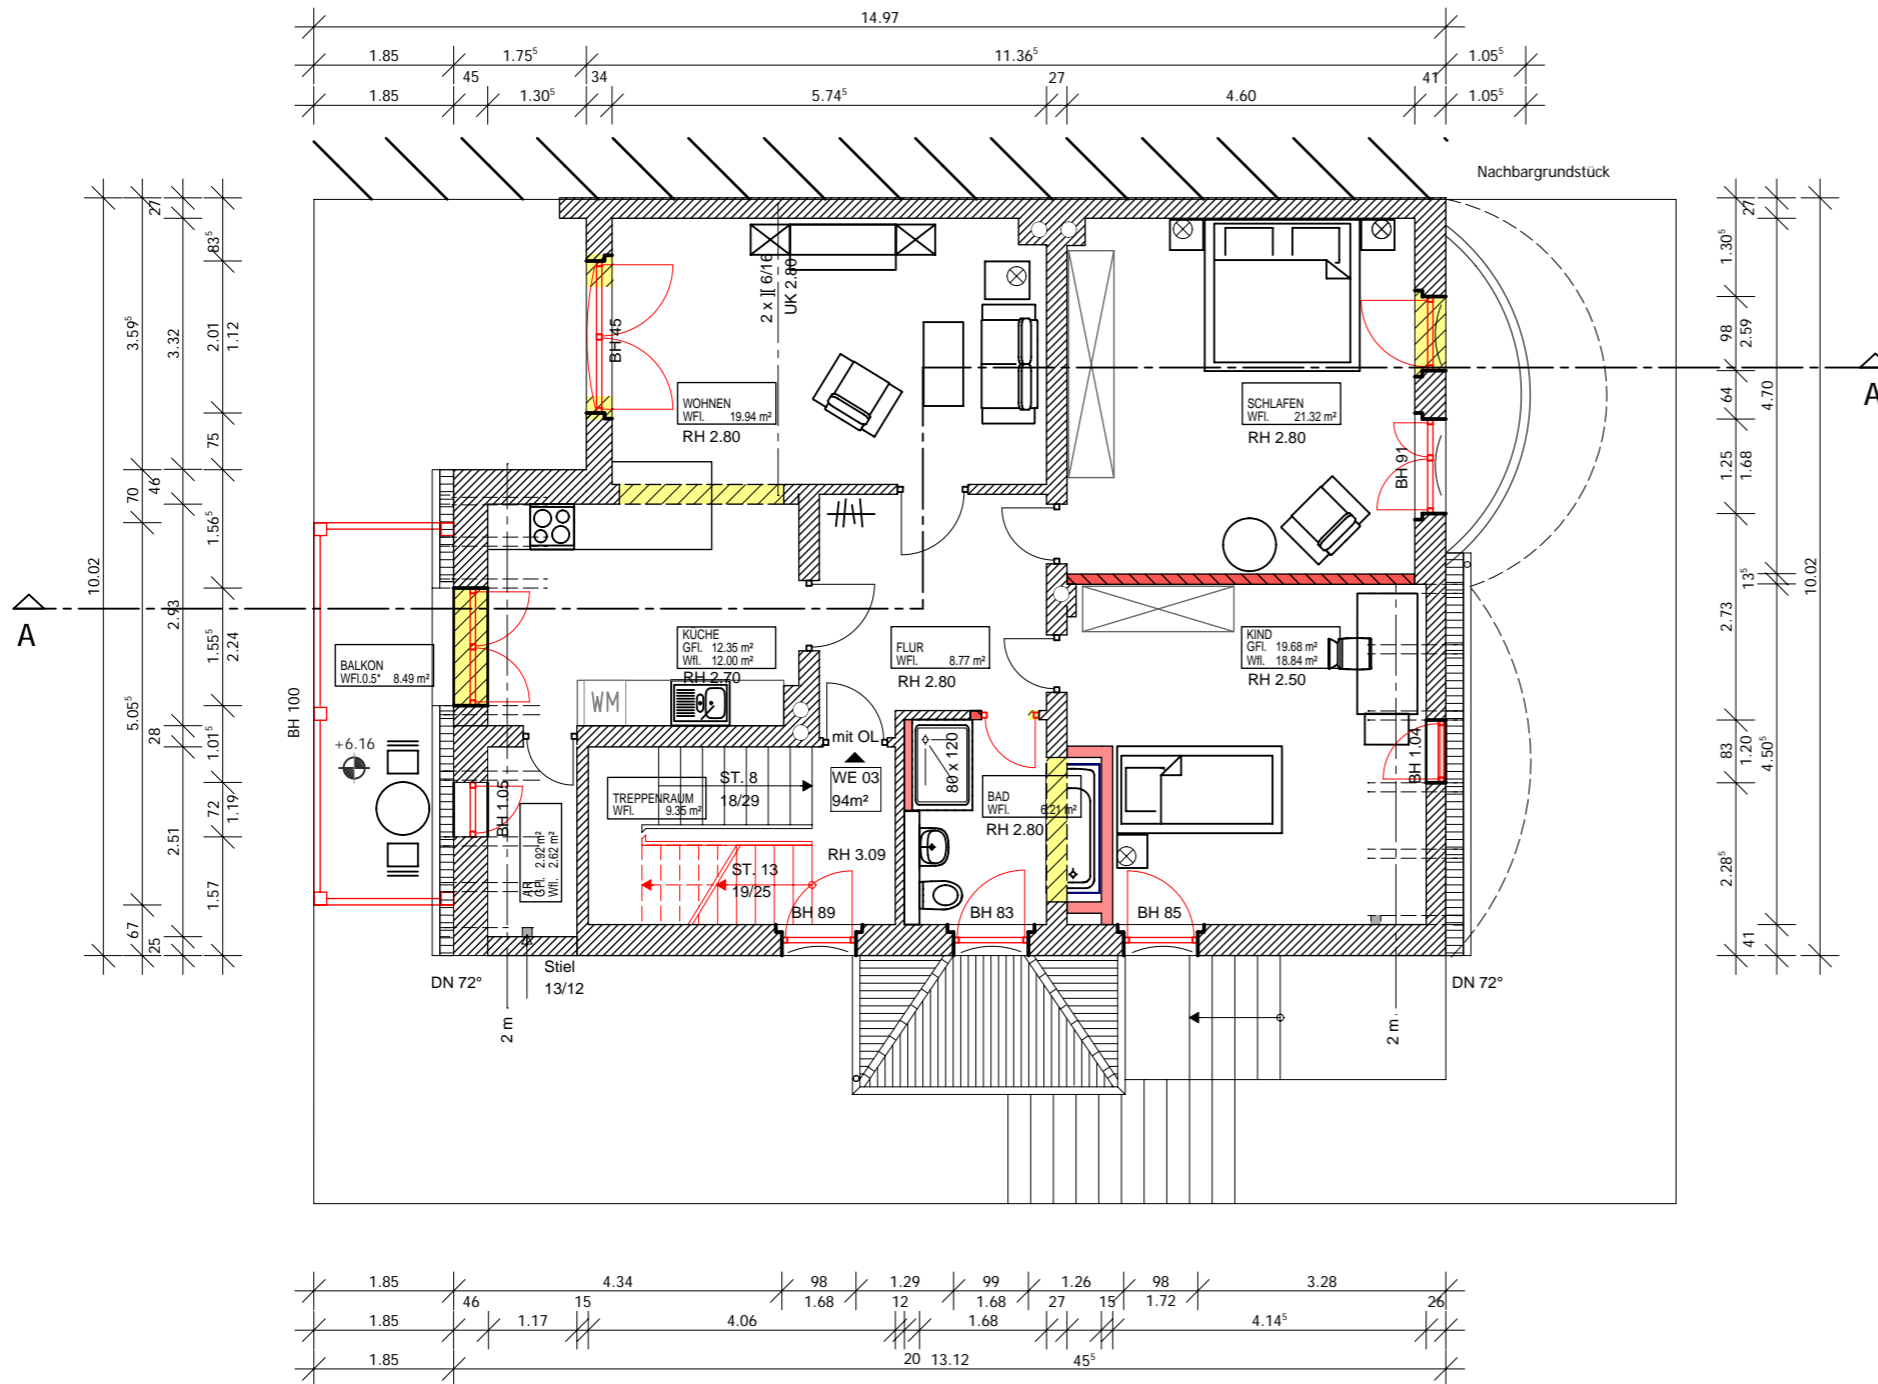 14.97
1.85 1.75⁵ 11.36⁵ 1.05⁵
45 34 27 41
1.85 1.30⁵ 5.74⁵ 4.60 1.05⁵
Nachbargrundstück
10.02
3.59⁵ 70 5.05⁵ 67
27 3.32 46 2.93 28 2.51 25
83⁵ 2.01 1.12 75 1.56⁵ 1.55⁵ 2.24 1.01⁵ 72 1.19 1.57
2 x ][ 6/16
UK 2.80
BH 45
WOHNEN
WFl. 19.94 m²
RH 2.80
SCHLAFEN
WFl. 21.32 m²
RH 2.80
BH 91
A
A
KÜCHE
GFl. 12.35 m²
Wfl. 12.00 m²
RH 2.70
FLUR
WFl. 8.77 m²
RH 2.80
KIND
GFl. 19.68 m²
Wfl. 18.84 m²
RH 2.50
BALKON
WFl.0.5* 8.49 m²
BH 100
+6.16
WM
mit OL
WE 03
94m²
80 x 120
TREPPENRAUM
WFl. 9.35 m²
ST. 8
18/29
ST. 13
19/25
RH 3.09
BAD
WFl. 6.21 m²
RH 2.80
BH 1.04
BH 1.05
AR
GFl. 2.92 m²
Wfl. 2.62 m²
BH 89
BH 83
BH 85
DN 72°
Stiel
13/12
2 m
2 m
DN 72°
1.30⁵ 98 2.59 64 1.25 1.68 2.73 83 1.20 2.28⁵
27 4.70 13⁵ 4.50⁵ 41
10.02
1.85 4.34 98 1.29 99 1.26 98 3.28
46 15 1.68 12 1.68 27 15 1.72 26
1.85 1.17 4.06 1.68 4.14⁵
1.85 20 13.12 45⁵